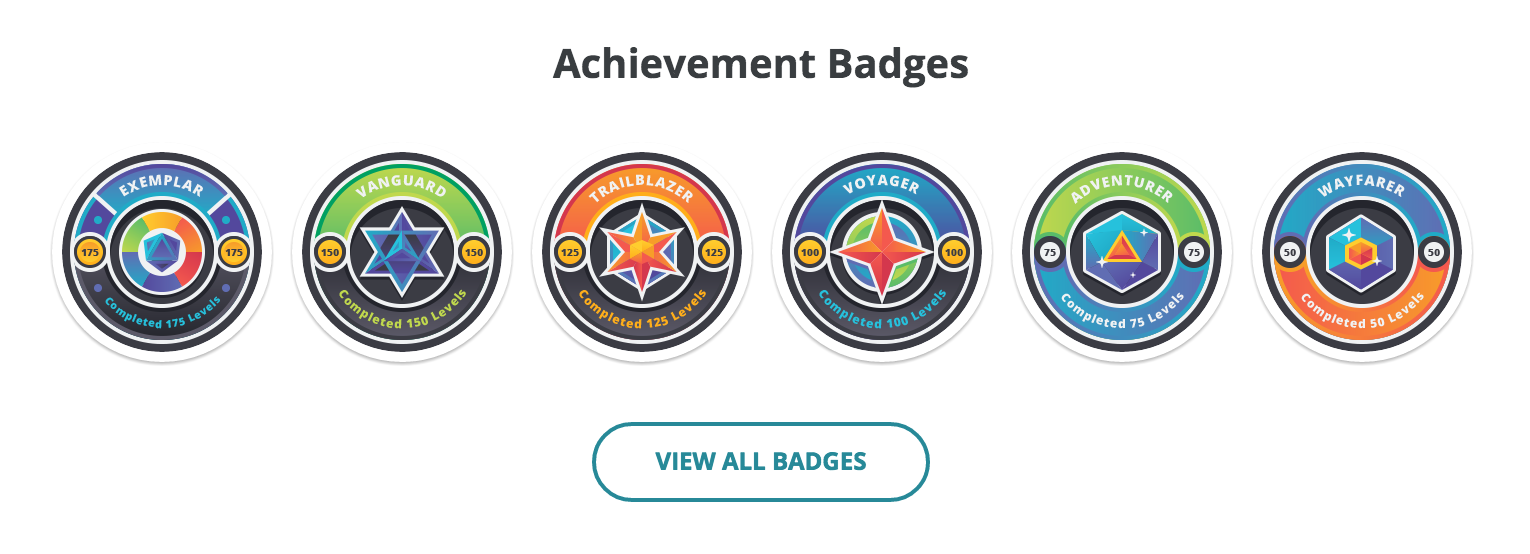 Achievement Badges
EXEMPLAR
175
175
Completed 175 Levels
VANGUARD
150
150
Completed 150 Levels
TRAILBLAZER
125
125
Completed 125 Levels
VOYAGER
100
100
Completed 100 Levels
ADVENTURER
75
75
Completed 75 Levels
WAYFARER
50
50
Completed 50 Levels
VIEW ALL BADGES